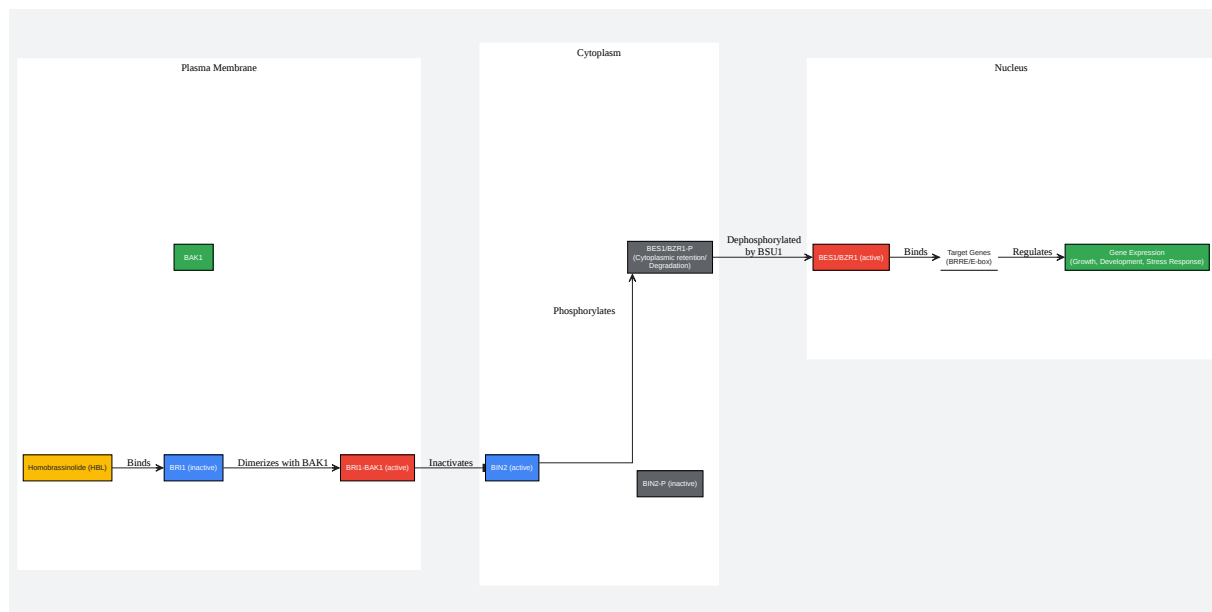 Plasma Membrane
Cytoplasm
Nucleus
BAK1
BES1/BZR1-P
(Cytoplasmic retention/
Degradation)
Dephosphorylated
by BSU1
BES1/BZR1 (active)
Binds
Target Genes
(BRRE/E-box)
Regulates
Gene Expression
(Growth, Development, Stress Response)
Phosphorylates
Homobrassinolide (HBL)
Binds
BRI1 (inactive)
Dimerizes with BAK1
BRI1-BAK1 (active)
Inactivates
BIN2 (active)
BIN2-P (inactive)